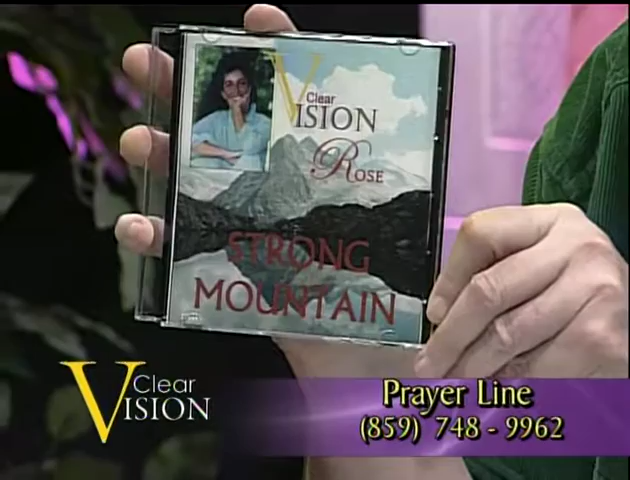 Clear
VISION
ROSE
STRONG
MOUNTAIN
Clear
VISION
Prayer Line
(859) 748 - 9962